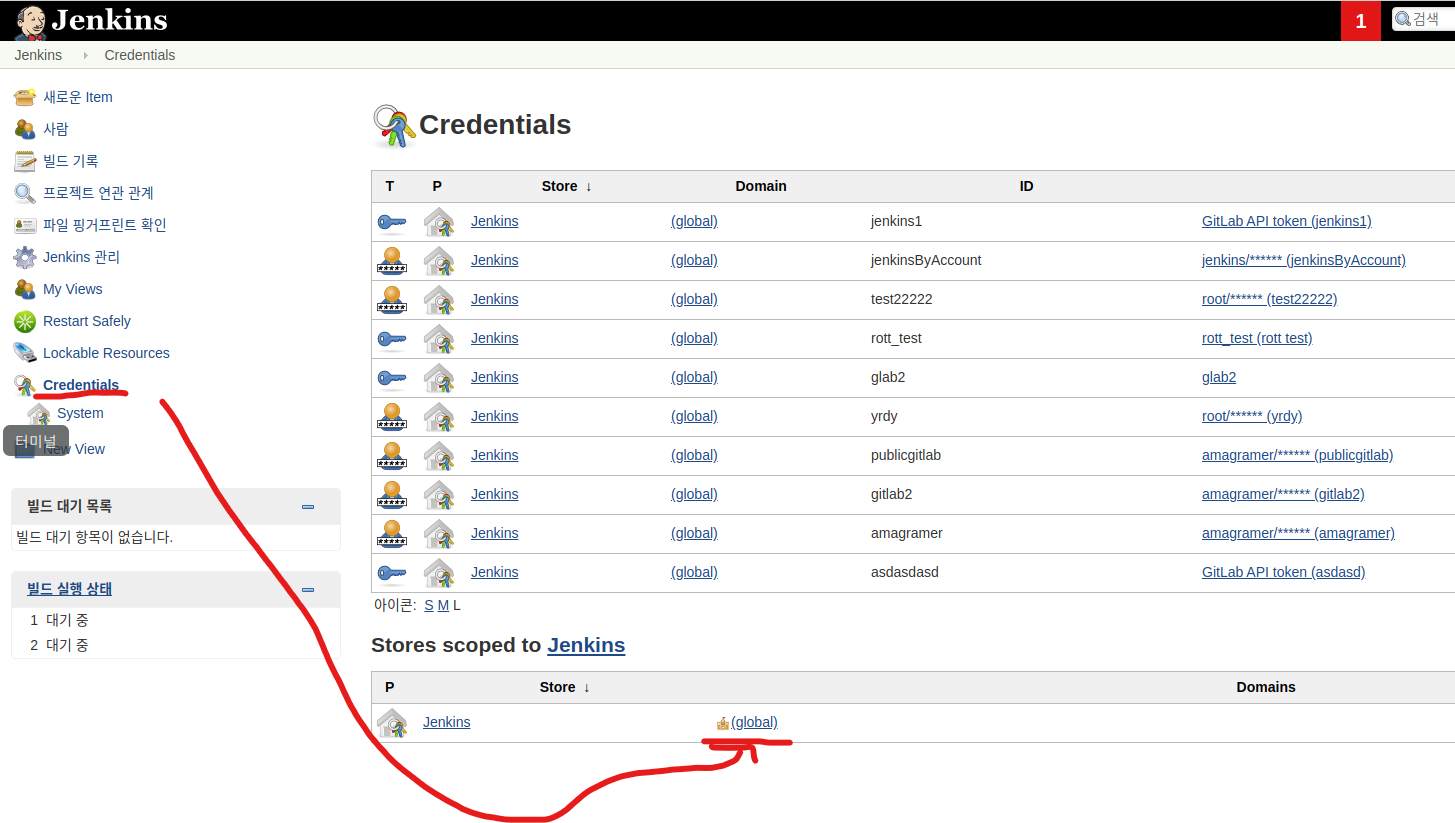 Jenkins
1
검색
Jenkins
Credentials
새로운 Item
사람
빌드 기록
프로젝트 연관 관계
파일 핑거프린트 확인
Jenkins 관리
My Views
Restart Safely
Lockable Resources
Credentials
System
터미널
New View
빌드 대기 목록
빌드 대기 항목이 없습니다.
빌드 실행 상태
1 대기 중
2 대기 중
Credentials
T P Store ↓ Domain ID
Jenkins (global) jenkins1 GitLab API token (jenkins1)
Jenkins (global) jenkinsByAccount jenkins/****** (jenkinsByAccount)
Jenkins (global) test22222 root/****** (test22222)
Jenkins (global) rott_test rott_test (rott test)
Jenkins (global) glab2 glab2
Jenkins (global) yrdy root/****** (yrdy)
Jenkins (global) publicgitlab amagramer/****** (publicgitlab)
Jenkins (global) gitlab2 amagramer/****** (gitlab2)
Jenkins (global) amagramer amagramer/****** (amagramer)
Jenkins (global) asdasdasd GitLab API token (asdasd)
아이콘: S M L
Stores scoped to Jenkins
P Store ↓ Domains
Jenkins (global)